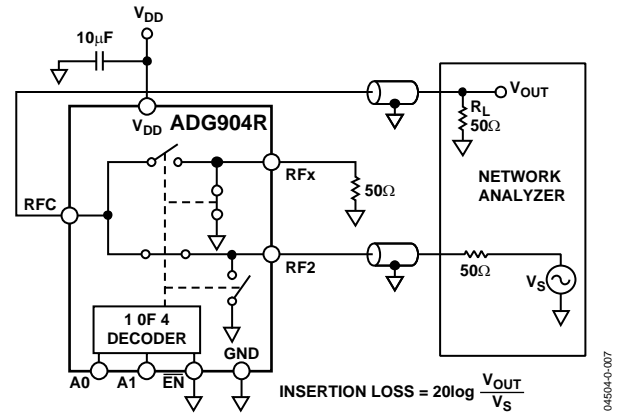 VDD
10μF
VDD
ADG904R
VOUT
RL
50Ω
NETWORK
ANALYZER
RFx
50Ω
RFC
RF2
50Ω
VS
1 0F 4
DECODER
GND
A0
A1
EN
INSERTION LOSS = 20log VOUT
VS
04504-0-007